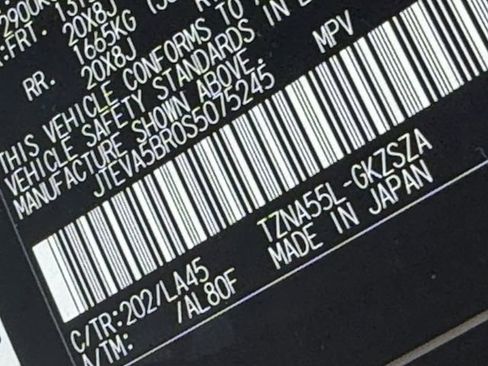 FRT. 20X8J
RR. 1665KG
20X8J
THIS VEHICLE CONFORMS TO
VEHICLE SAFETY STANDARDS IN
MANUFACTURE SHOWN ABOVE.
JTEVA5BR0S5075245 MPV
C/TR:202/LA45 TZNA55L-GKZSZA
A/TM: /AL80F MADE IN JAPAN